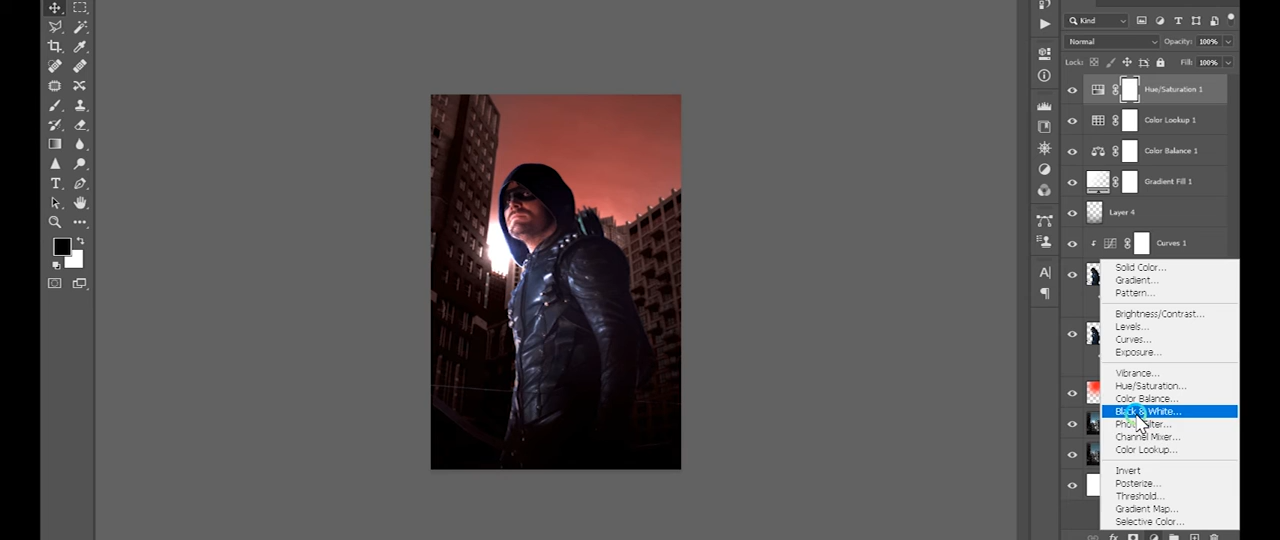 Kind
Normal
Opacity: 100%
Lock:
Fill: 100%
Hue/Saturation 1
Color Lookup 1
Color Balance 1
Gradient Fill 1
Layer 4
Curves 1
Solid Color...
Gradient...
Pattern...
Brightness/Contrast...
Levels...
Curves...
Exposure...
Vibrance...
Hue/Saturation...
Color Balance...
Black & White...
Photo Filter...
Channel Mixer...
Color Lookup...
Invert
Posterize...
Threshold...
Gradient Map...
Selective Color...